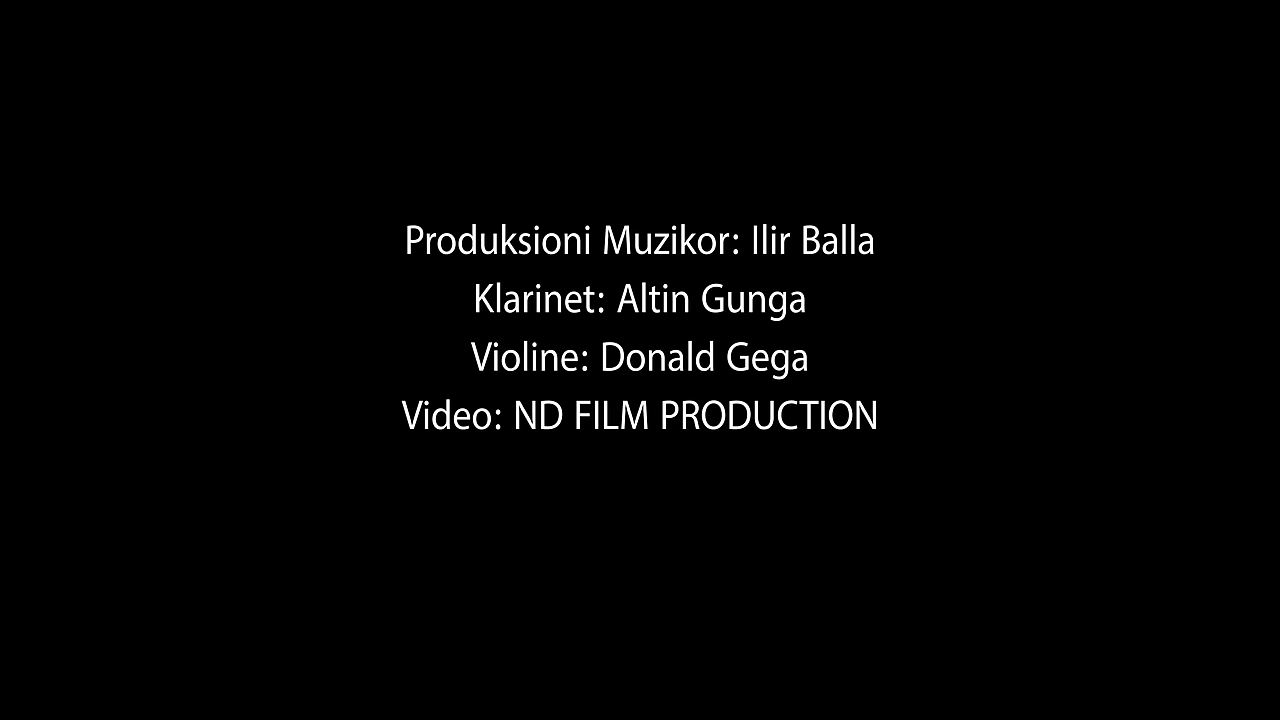 Produksioni Muzikor: Ilir Balla
Klarinet: Altin Gunga
Violine: Donald Gega
Video: ND FILM PRODUCTION